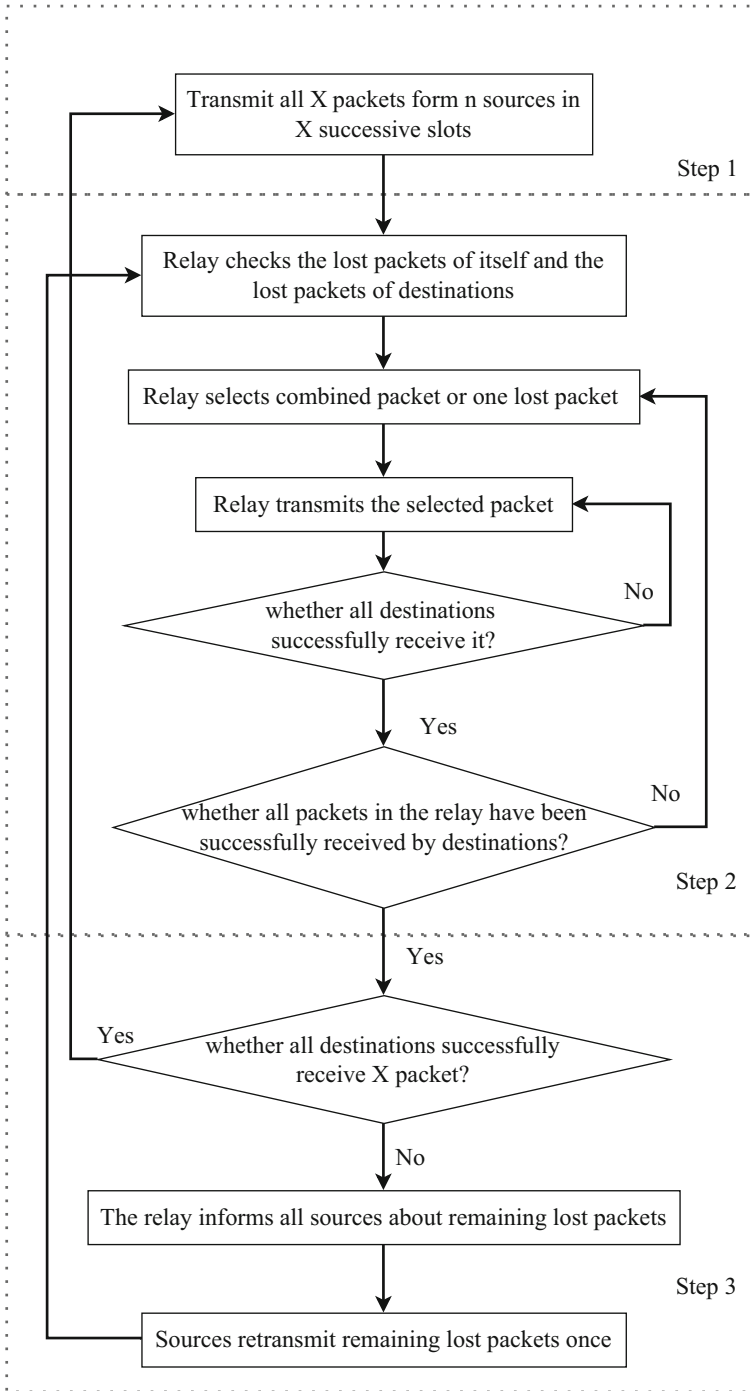 Transmit all X packets form n sources in
X successive slots
Step 1
Relay checks the lost packets of itself and the
lost packets of destinations
Relay selects combined packet or one lost packet
Relay transmits the selected packet
No
whether all destinations
successfully receive it?
Yes
No
whether all packets in the relay have been
successfully received by destinations?
Step 2
Yes
Yes
whether all destinations successfully
receive X packet?
No
The relay informs all sources about remaining lost packets
Step 3
Sources retransmit remaining lost packets once